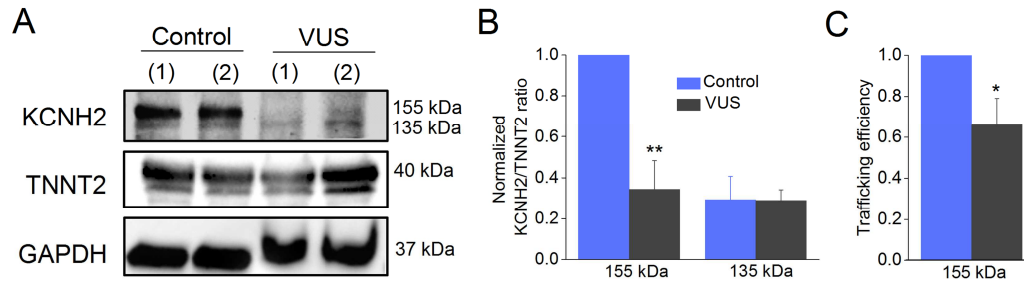 A
Control
VUS
(1)
(2)
(1)
(2)
KCNH2
155 kDa
135 kDa
TNNT2
40 kDa
GAPDH
37 kDa
B
Normalized
KCNH2/TNNT2 ratio
1.0
0.8
0.6
0.4
0.2
0.0
Control
VUS
**
155 kDa
135 kDa
C
Trafficking efficiency
1.0
0.8
0.6
0.4
0.2
0.0
*
155 kDa